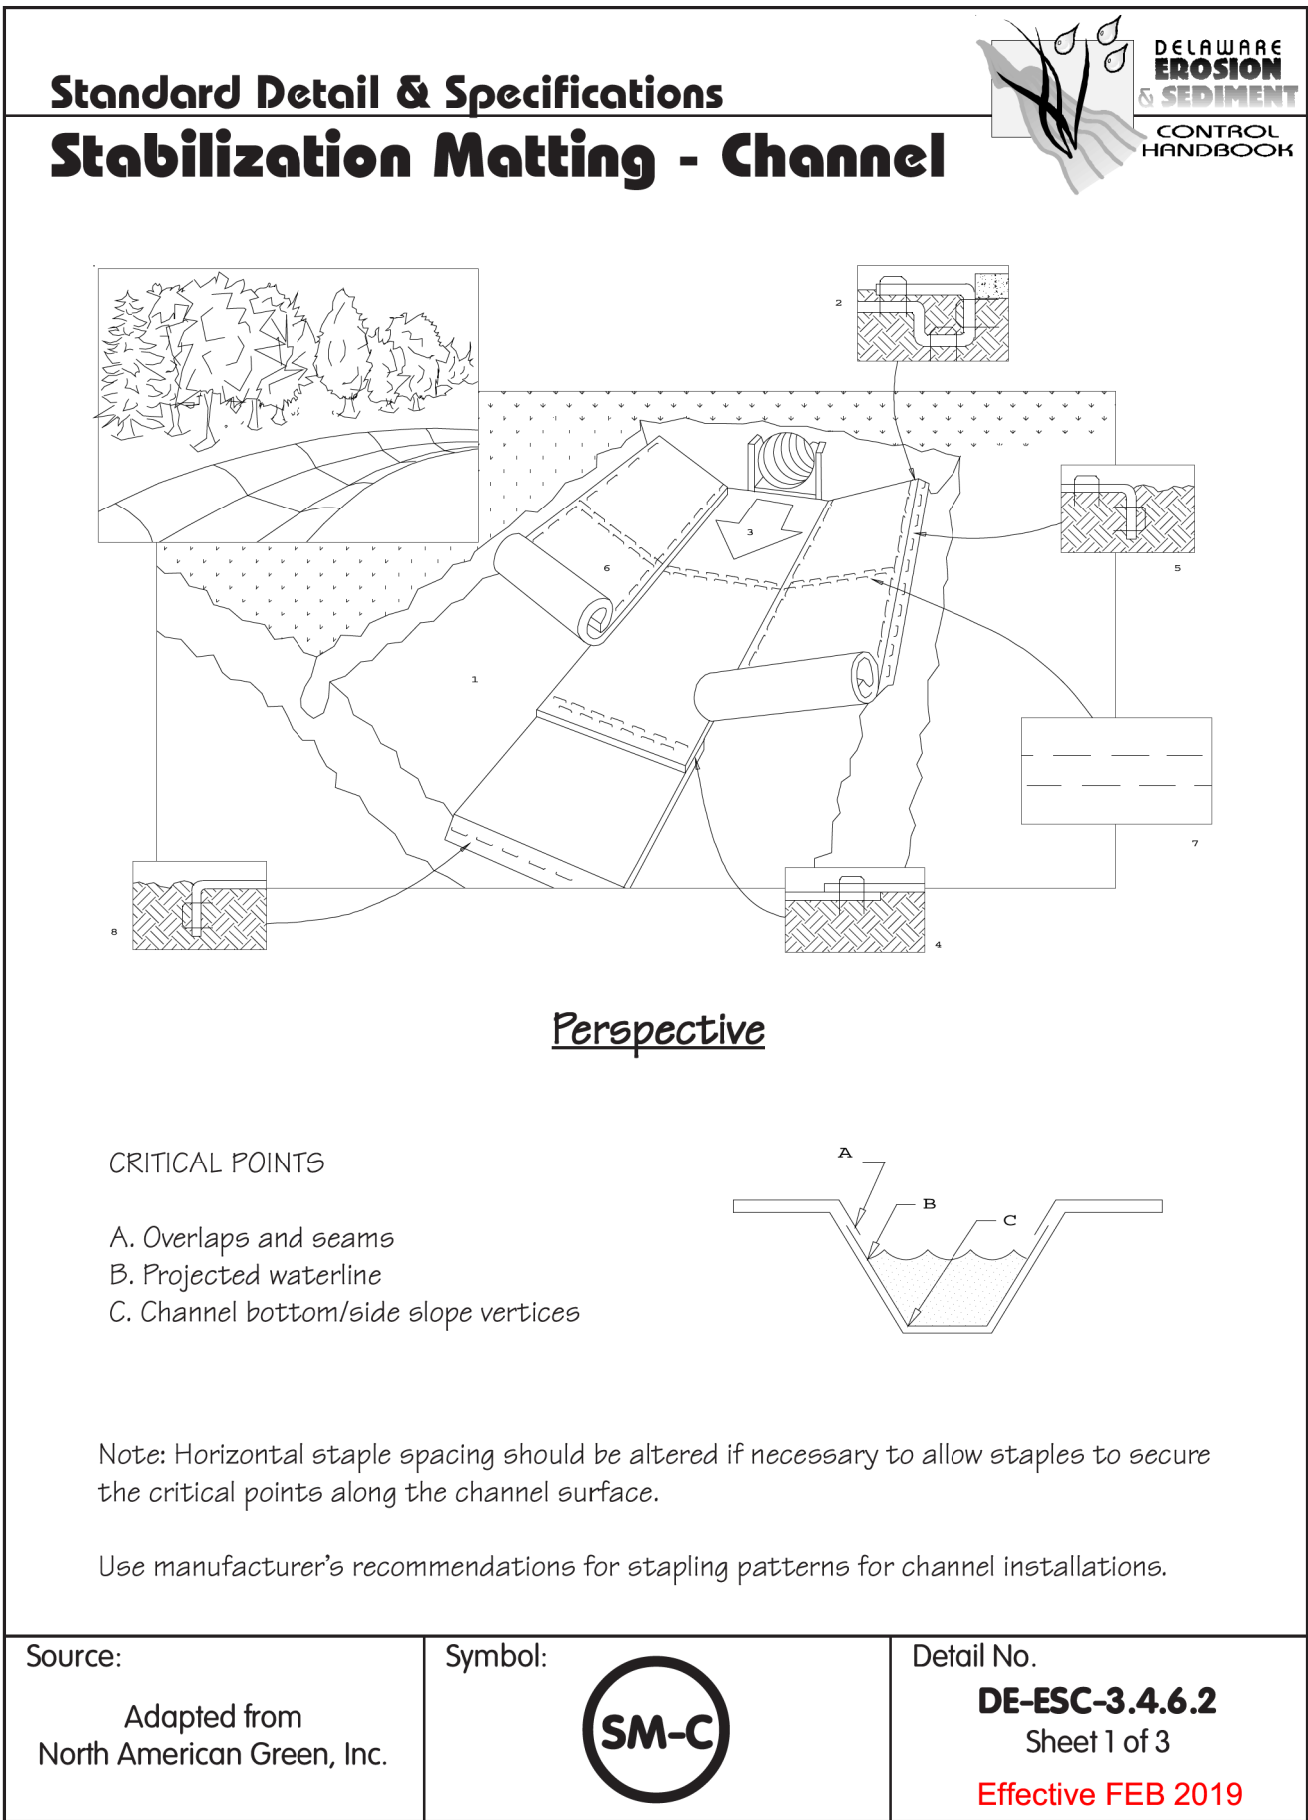 Standard Detail & Specifications
DELAWARE
EROSION
& SEDIMENT
CONTROL
HANDBOOK
Stabilization Matting - Channel
2
3
5
6
1
7
8
4
Perspective
CRITICAL POINTS
A. Overlaps and seams
B. Projected waterline
C. Channel bottom/side slope vertices
A
B
C
Note: Horizontal staple spacing should be altered if necessary to allow staples to secure
the critical points along the channel surface.
Use manufacturer's recommendations for stapling patterns for channel installations.
Source:
Adapted from
North American Green, Inc.
Symbol:
SM-C
Detail No.
DE-ESC-3.4.6.2
Sheet 1 of 3
Effective FEB 2019